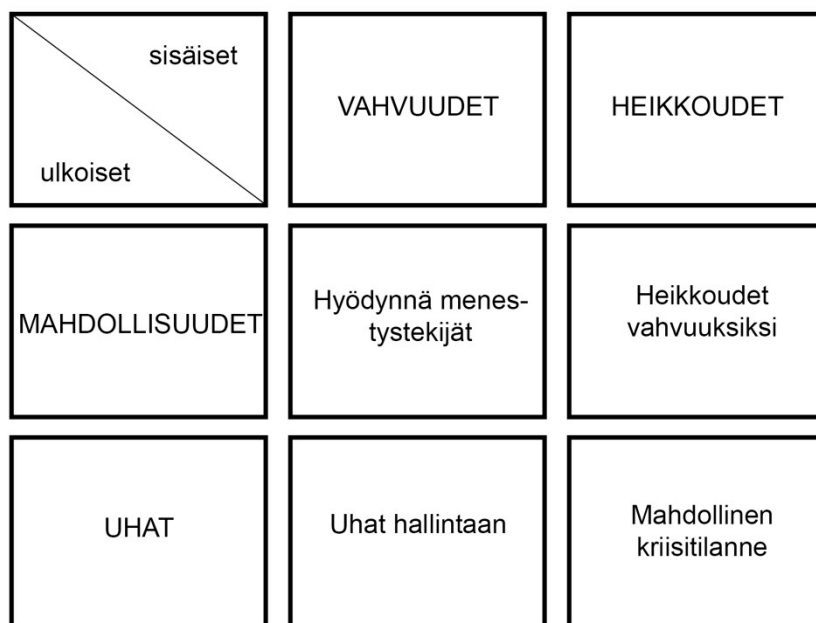 sisäiset
ulkoiset
VAHVUUDET
HEIKKOUDET
MAHDOLLISUUDET
Hyödynnä menes-
tystekijät
Heikkoudet
vahvuuksiksi
UHAT
Uhat hallintaan
Mahdollinen
kriisitilanne